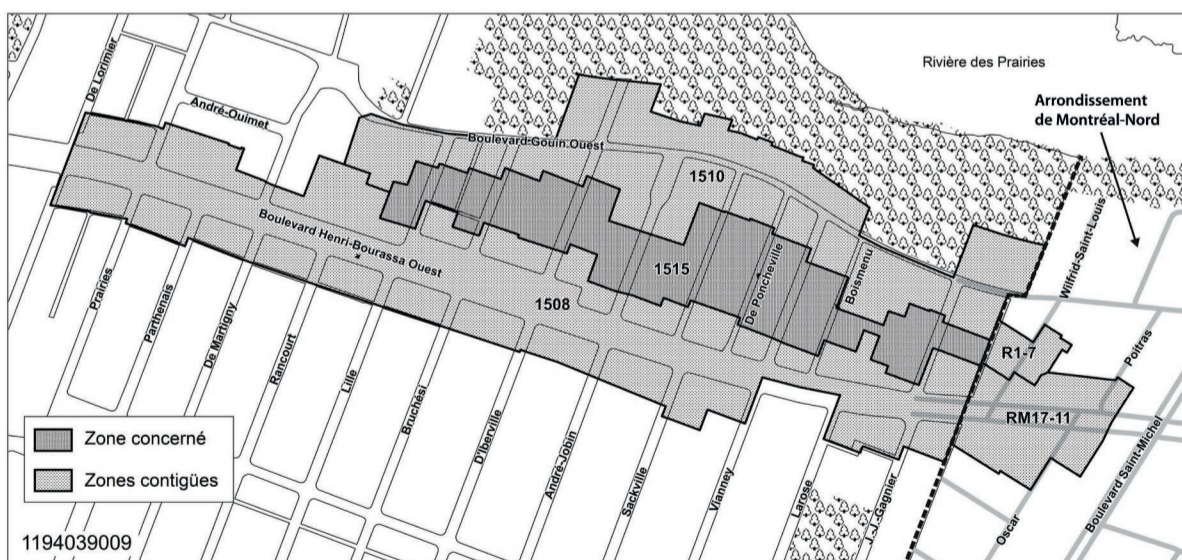 Rivière des Prairies
Arrondissement
de Montréal-Nord
De Lorimier
André-Ouimet
Boulevard Gouin Ouest
1510
Wilfrid-Saint-Louis
Boulevard Henri-Bourassa Ouest
1515
De Poncheville
Boismenu
1508
Prairies
Parthenais
De Martigny
Rancourt
Lille
Bruchési
D'Iberville
André-Jobin
Sackville
Vianney
Larose
J.-J.-Gagnier
R1-7
Poitras
RM17-11
Oscar
Boulevard Saint-Michel
Zone concerné
Zones contigües
1194039009